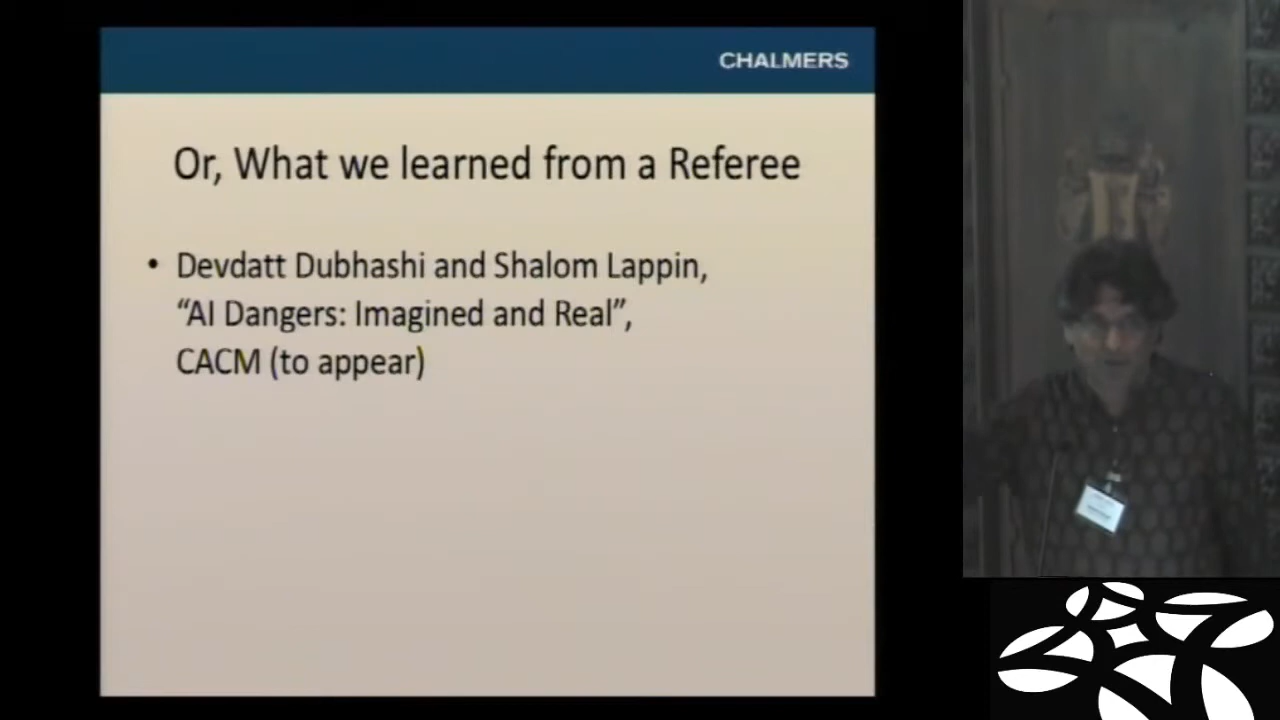 CHALMERS
Or, What we learned from a Referee
• Devdatt Dubhashi and Shalom Lappin,
“AI Dangers: Imagined and Real”,
CACM (to appear)